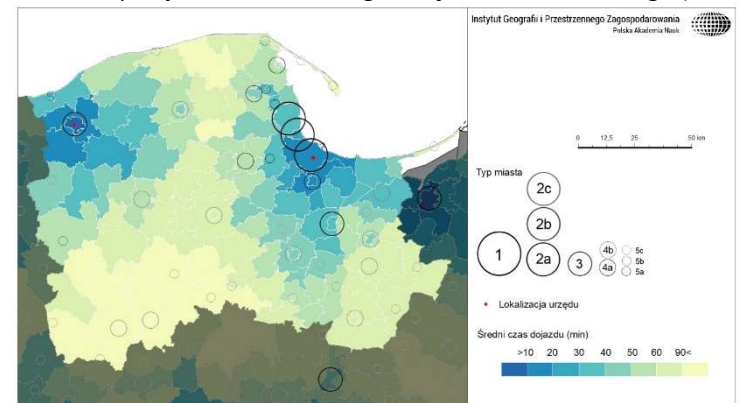 Instytut Geografii i Przestrzennego Zagospodarowania
Polska Akademia Nauk
0 12,5 25 50 km
Typ miasta
2c
2b
1 2a 3 4b 4a 5c 5b 5a
Lokalizacja urzędu
Średni czas dojazdu (min)
>10 20 30 40 50 60 90<